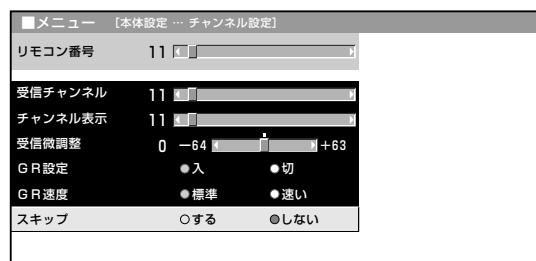 ■メニュー [本体設定 … チャンネル設定]
リモコン番号 11
受信チャンネル 11
チャンネル表示 11
受信微調整 0 −64 +63
GR設定 ●入 ●切
GR速度 ●標準 ●速い
スキップ ○する ◎しない